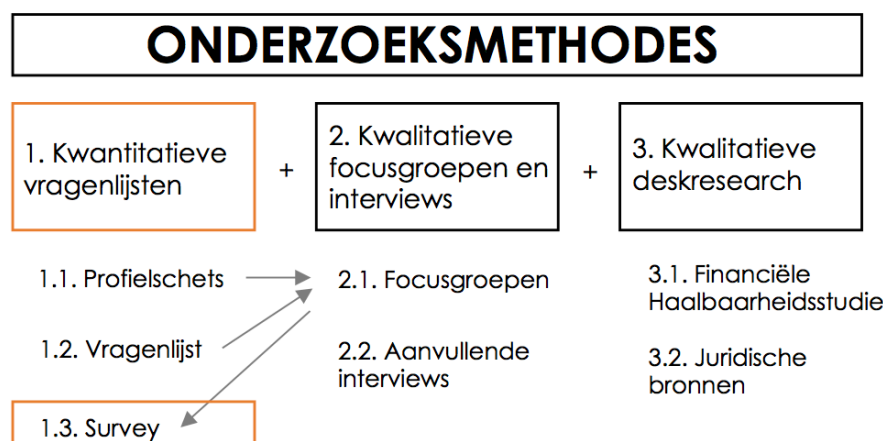 ONDERZOEKSMETHODES
1. Kwantitatieve
vragenlijsten
+
2. Kwalitatieve
focusgroepen en
interviews
+
3. Kwalitatieve
deskresearch
1.1. Profielschets
1.2. Vragenlijst
1.3. Survey
2.1. Focusgroepen
2.2. Aanvullende
interviews
3.1. Financiële
Haalbaarheidsstudie
3.2. Juridische
bronnen